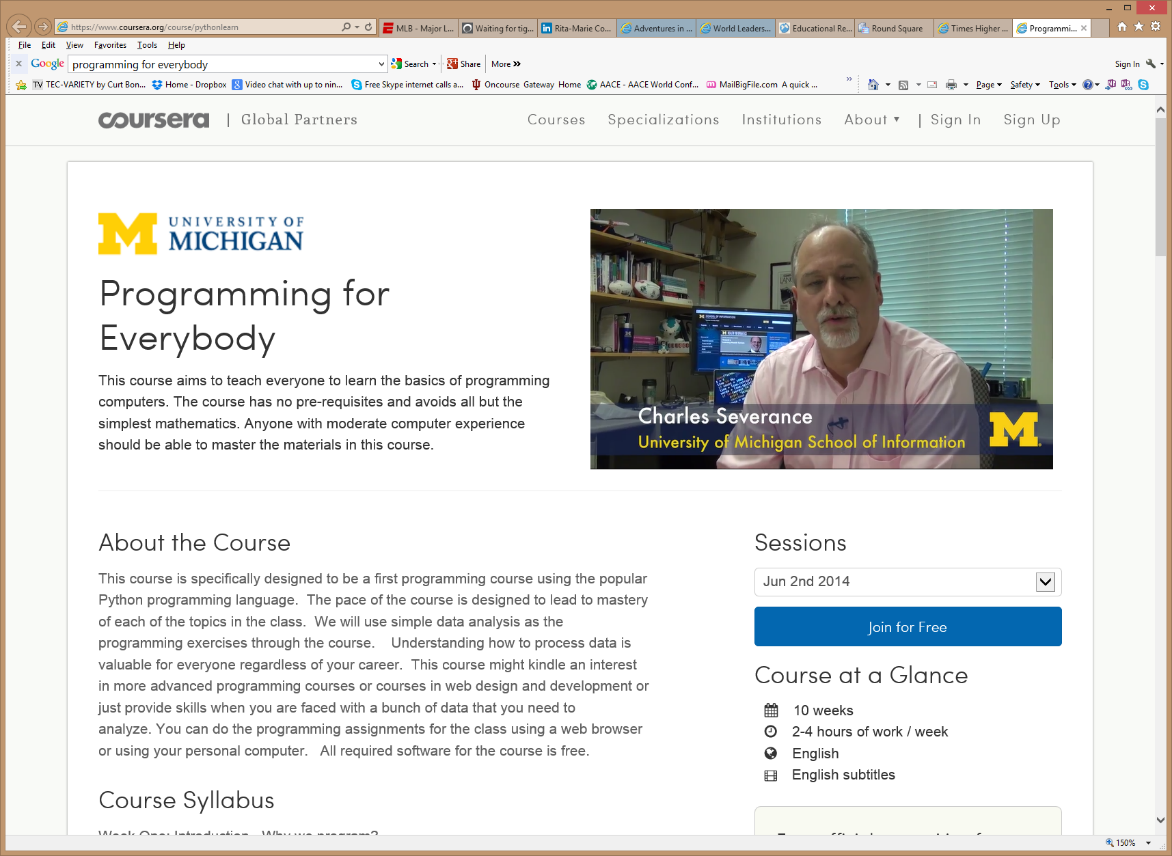 https://www.coursera.org/course/pythonlearn
MLB - Major L...
Waiting for tig...
Rita-Marie Co...
Adventures in ...
World Leaders...
Educational Re...
Round Square
Times Higher ...
Programmi...
File Edit View Favorites Tools Help
Google programming for everybody Search Share More » Sign In
TV TEC-VARIETY by Curt Bon... Home - Dropbox Video chat with up to nin... Free Skype internet calls a... Oncourse Gateway Home AACE - AACE World Conf... MailBigFile.com A quick ... » Page Safety Tools
coursera | Global Partners Courses Specializations Institutions About | Sign In Sign Up
M UNIVERSITY OF
MICHIGAN
Programming for
Everybody
This course aims to teach everyone to learn the basics of programming
computers. The course has no pre-requisites and avoids all but the
simplest mathematics. Anyone with moderate computer experience
should be able to master the materials in this course.
Charles Severance
University of Michigan School of Information
M
About the Course
This course is specifically designed to be a first programming course using the popular
Python programming language. The pace of the course is designed to lead to mastery
of each of the topics in the class. We will use simple data analysis as the
programming exercises through the course. Understanding how to process data is
valuable for everyone regardless of your career. This course might kindle an interest
in more advanced programming courses or courses in web design and development or
just provide skills when you are faced with a bunch of data that you need to
analyze. You can do the programming assignments for the class using a web browser
or using your personal computer. All required software for the course is free.
Course Syllabus
Week One: Introduction - Why we program?
Sessions
Jun 2nd 2014
Join for Free
Course at a Glance
10 weeks
2-4 hours of work / week
English
English subtitles
150%